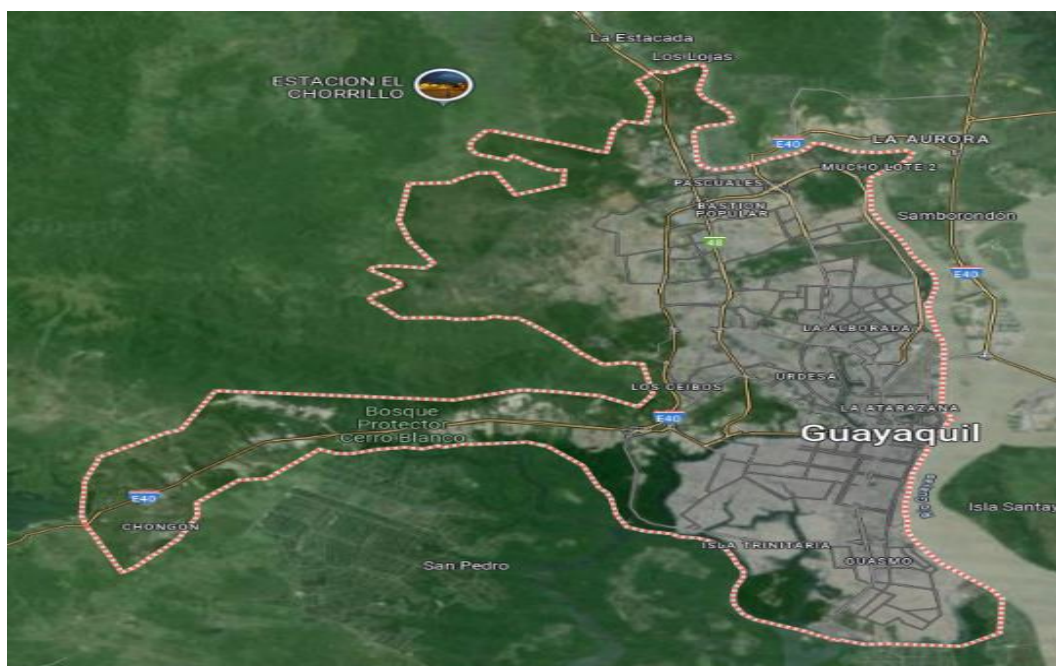 La Estacada
Los Lojas
ESTACION EL
CHORRILLO
E40
LA AURORA
MUCHO LOTE 2
PASCUALES
BASTION
POPULAR
Samborondón
48
E40
LA ALBORADA
URDESA
LOS CEIBOS
LA ATARAZANA
Bosque
Protector
Cerro Blanco
E40
Guayaquil
E40
CHONGON
Isla Santay
ISLA TRINITARIA
GUASMO
San Pedro